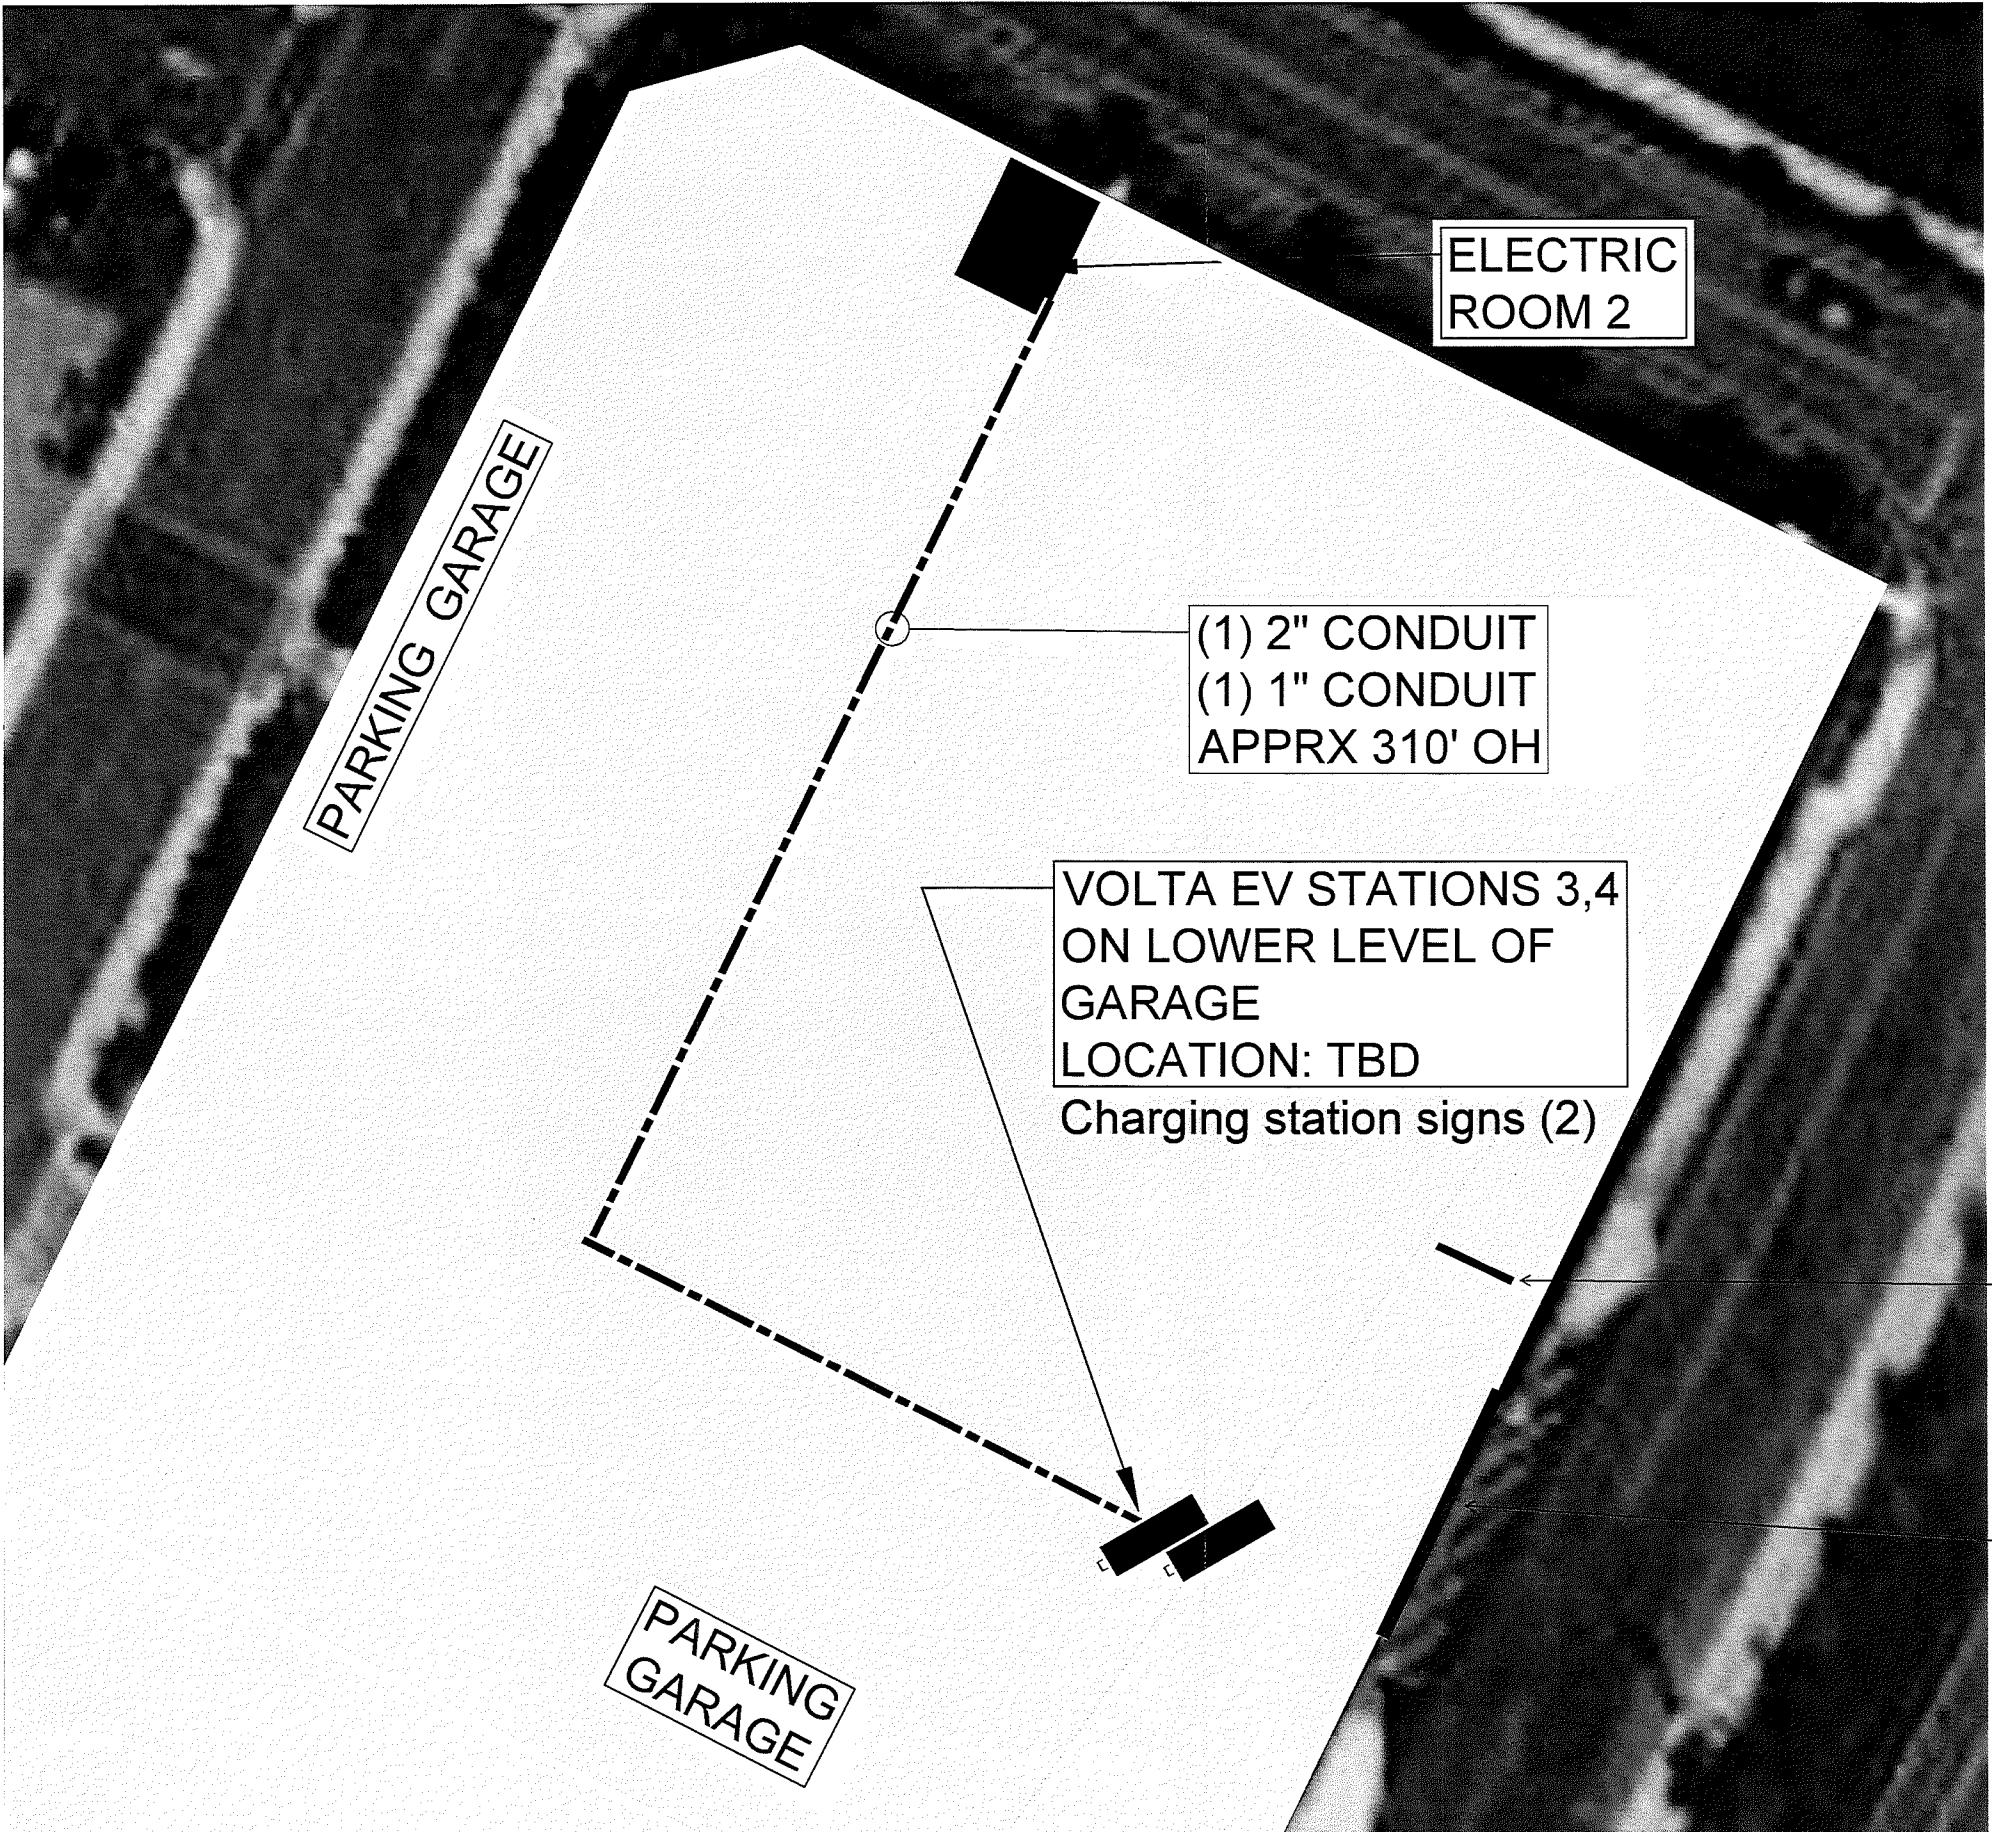 ELECTRIC
ROOM 2
PARKING GARAGE
(1) 2" CONDUIT
(1) 1" CONDUIT
APPRX 310' OH
VOLTA EV STATIONS 3,4
ON LOWER LEVEL OF
GARAGE
LOCATION: TBD
Charging station signs (2)
PARKING
GARAGE